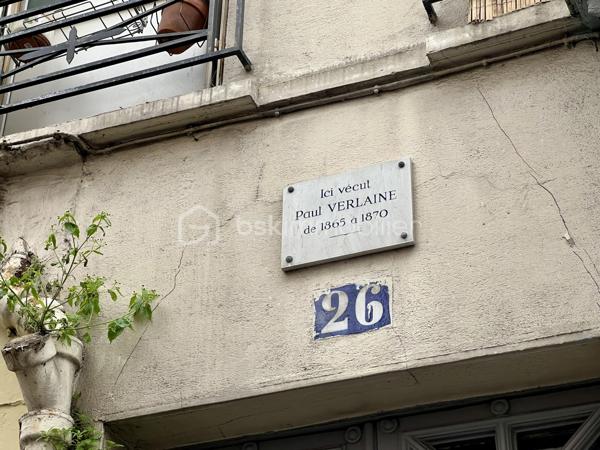 Ici vécut
Paul VERLAINE
de 1865 a 1870
26